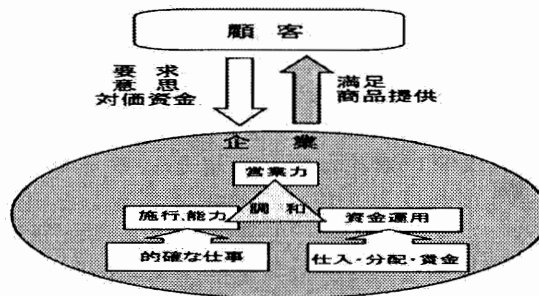 顧客
要求
意思
対価資金
満足
商品提供
企業
営業力
調和
施行、能力
資金運用
的確な仕事
仕入・分配・賃金